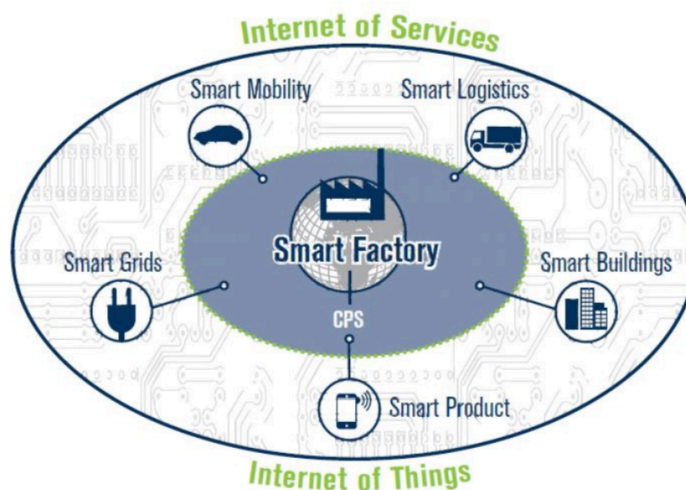 Internet of Services
Smart Mobility
Smart Logistics
Smart Factory
Smart Grids
Smart Buildings
CPS
Smart Product
Internet of Things